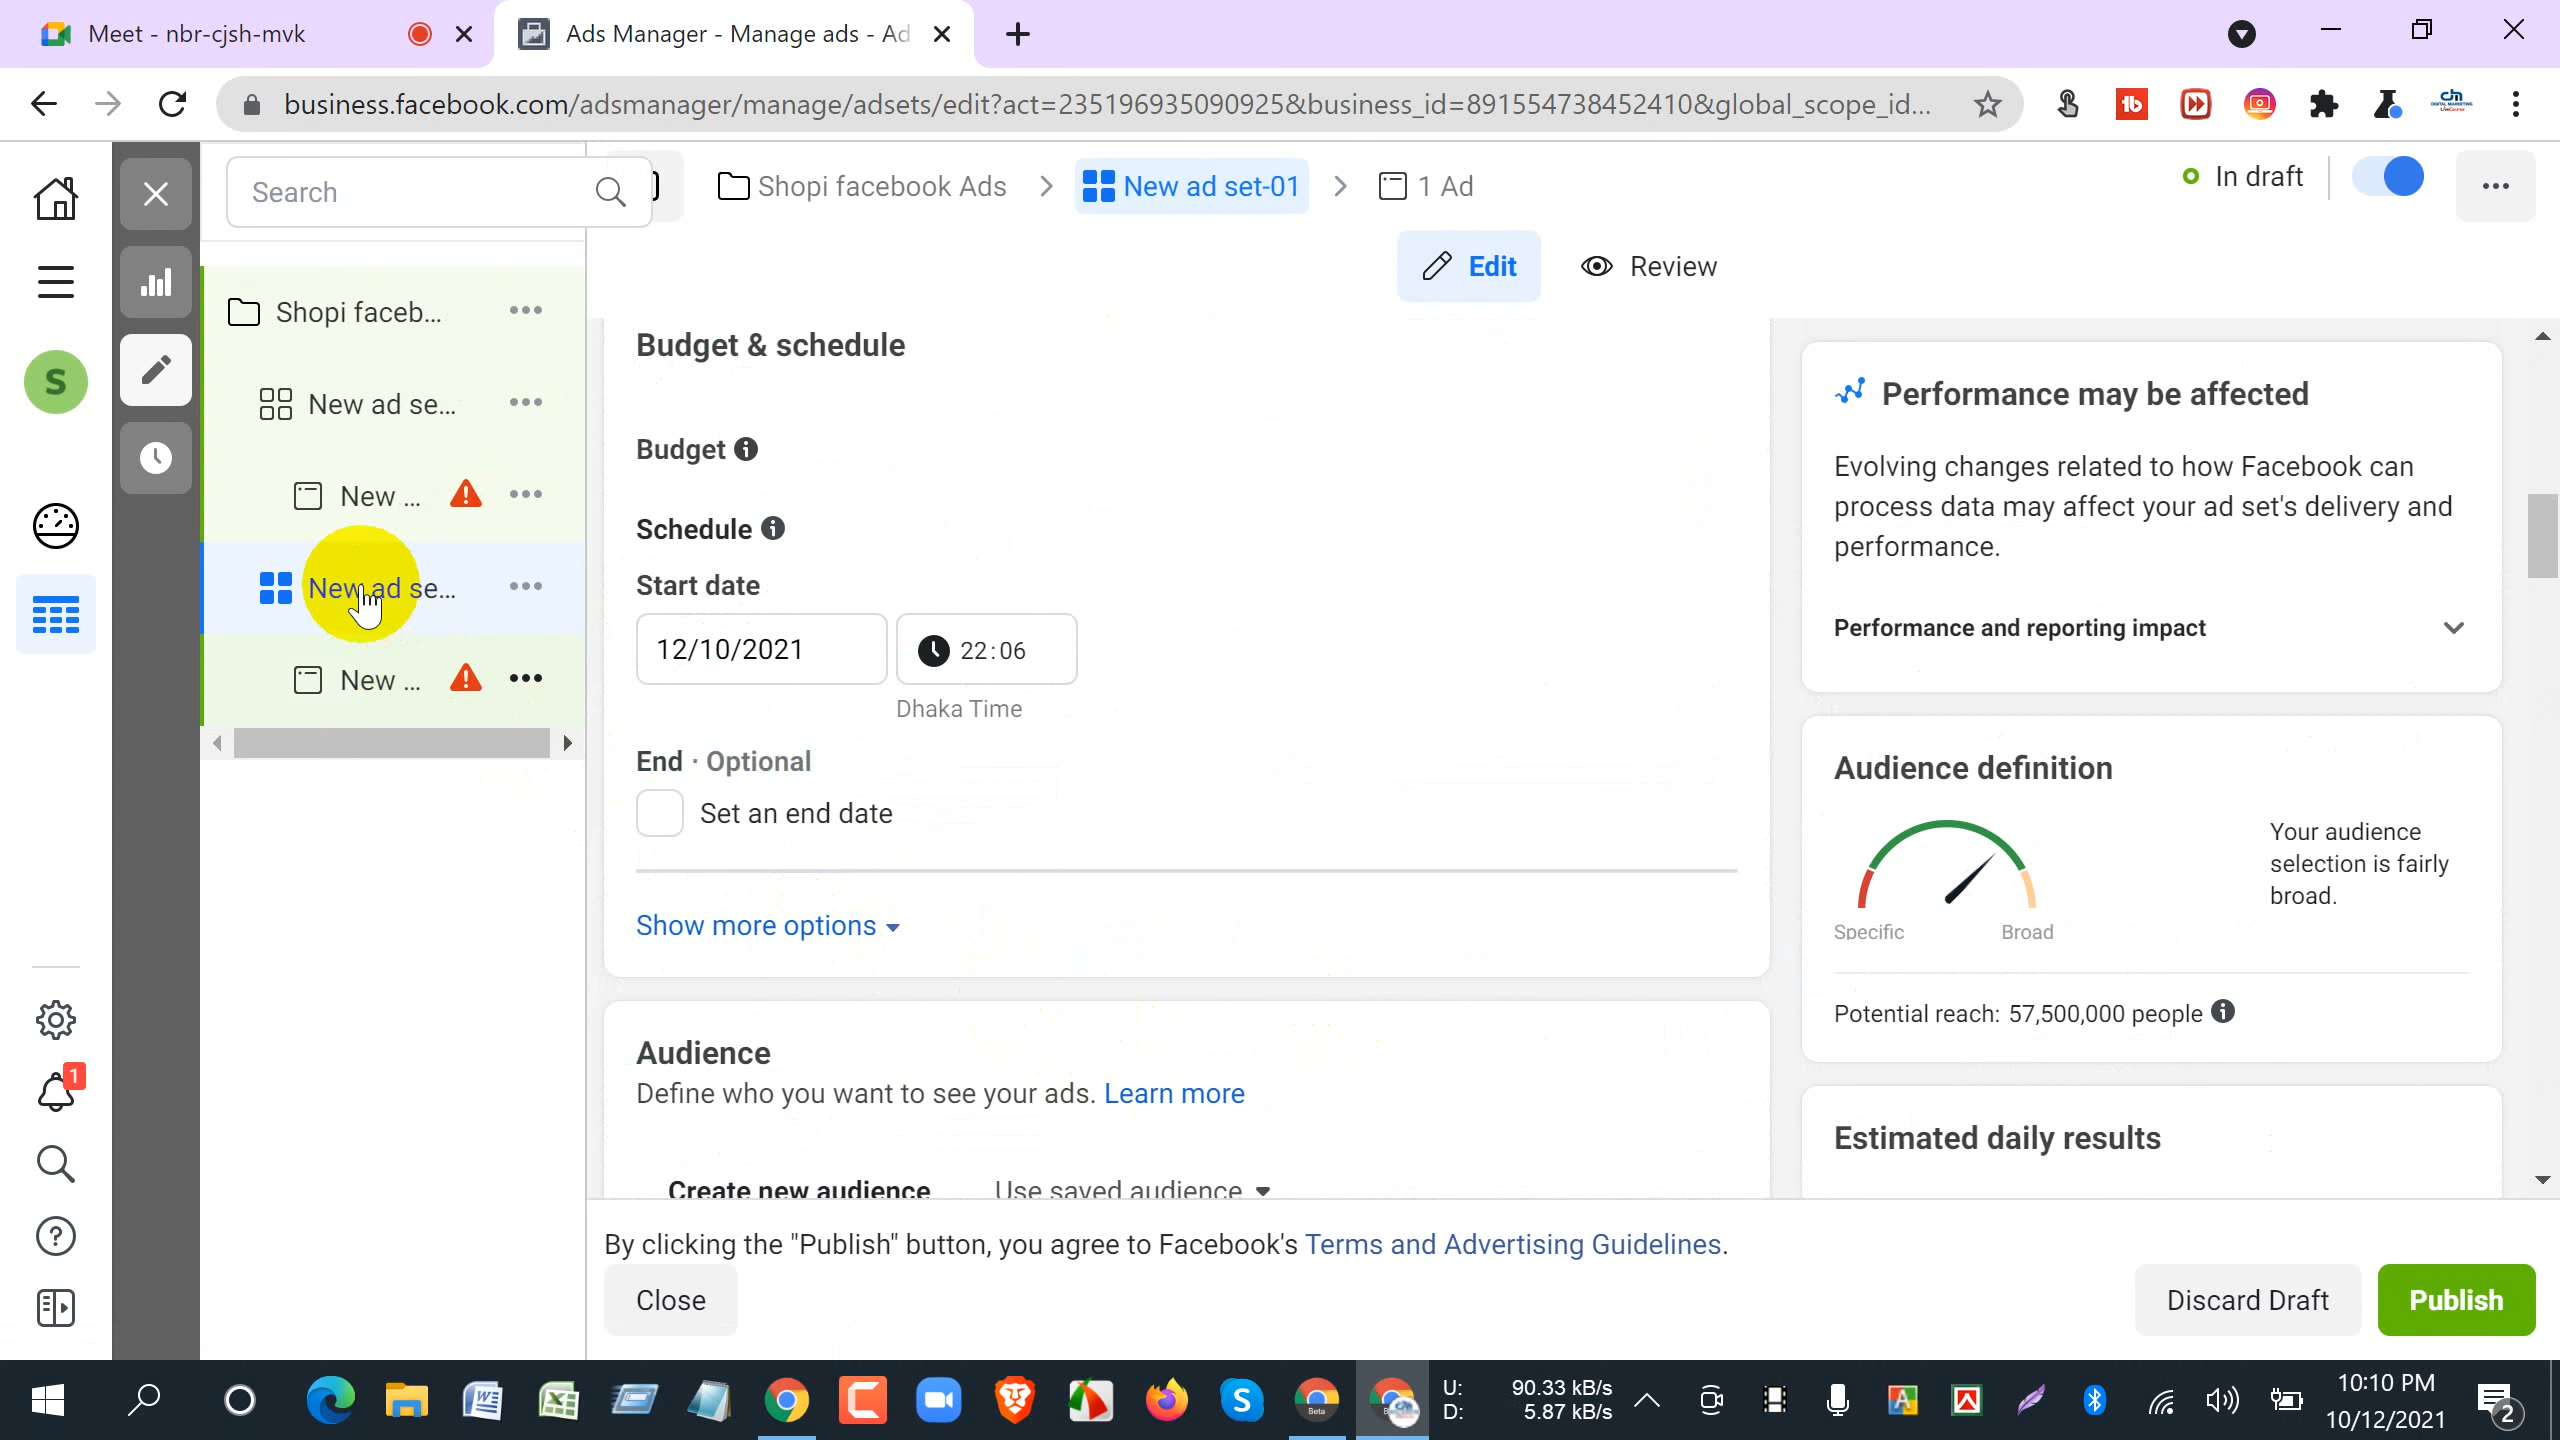 Meet - nbr-cjsh-mvk
Ads Manager - Manage ads - Ad
business.facebook.com/adsmanager/manage/adsets/edit?act=235196935090925&business_id=891554738452410&global_scope_id...
Search
Shopi facebook Ads
New ad set-01
1 Ad
In draft
Edit
Review
S
Shopi faceb...
New ad se...
New ...
New ad se...
New ...
Budget & schedule
Budget
Schedule
Start date
12/10/2021
22:06
Dhaka Time
End · Optional
Set an end date
Show more options
Audience
Define who you want to see your ads. Learn more
Create new audience
Use saved audience
Performance may be affected
Evolving changes related to how Facebook can
process data may affect your ad set's delivery and
performance.
Performance and reporting impact
Audience definition
Your audience
selection is fairly
broad.
Specific
Broad
Potential reach: 57,500,000 people
Estimated daily results
1
By clicking the "Publish" button, you agree to Facebook's Terms and Advertising Guidelines.
Close
Discard Draft
Publish
U:
90.33 kB/s
D:
5.87 kB/s
10:10 PM
10/12/2021
2